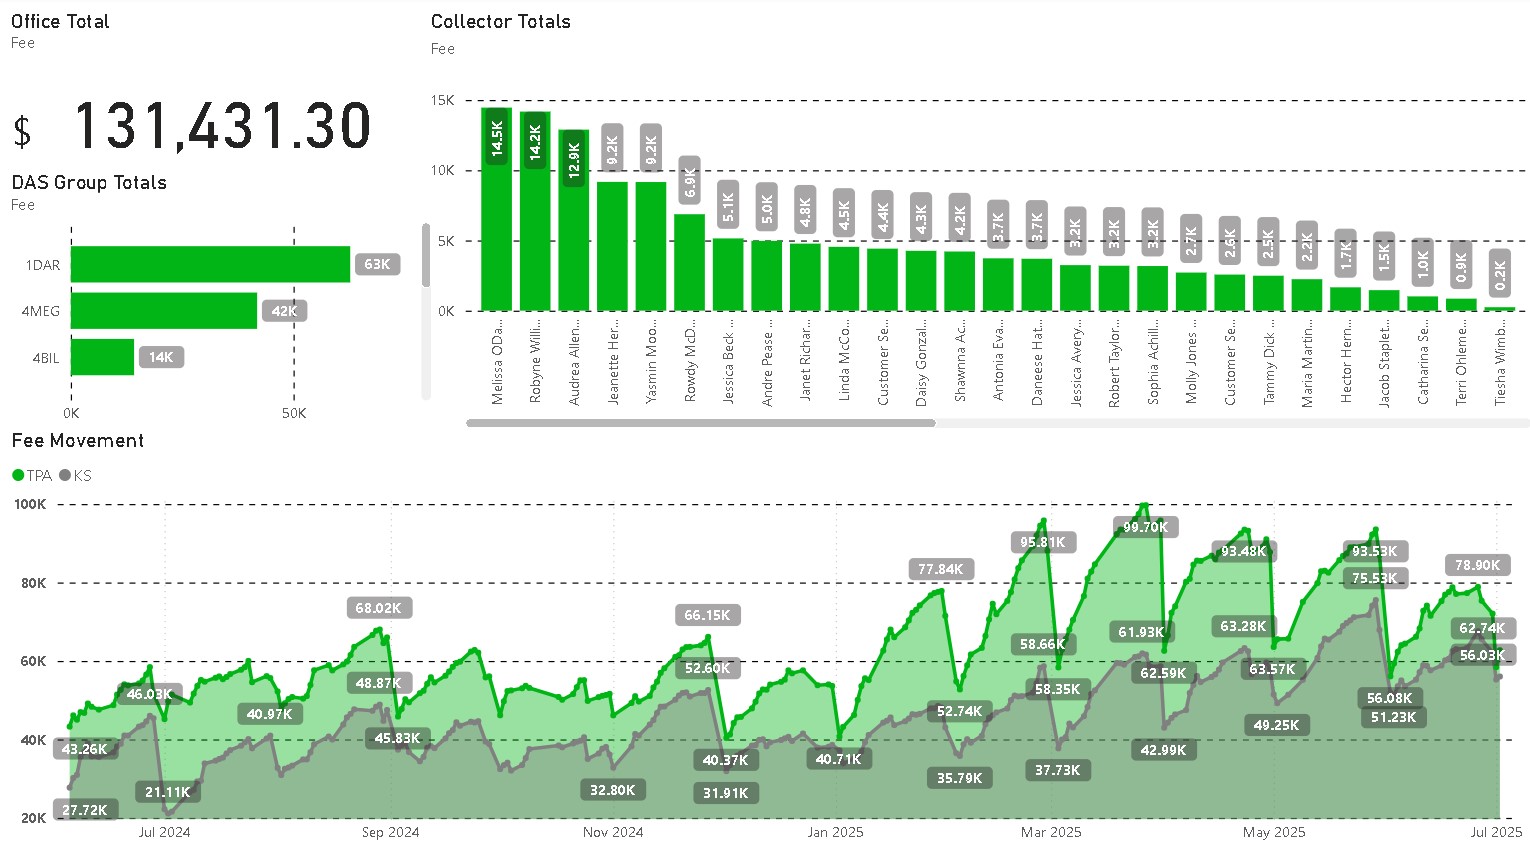 Office Total
Fee
$ 131,431.30
DAS Group Totals
Fee
1DAR 63K
4MEG 42K
4BIL 14K
0K 50K
Collector Totals
Fee
15K
10K
5K
0K
14.5K 14.2K 12.9K 9.2K 9.2K 6.9K 5.1K 5.0K 4.8K 4.5K 4.4K 4.3K 4.2K 3.7K 3.7K 3.2K 3.2K 3.2K 2.7K 2.6K 2.5K 2.2K 1.7K 1.5K 1.0K 0.9K 0.2K
Melissa ODa...
Robyne Willi...
Audrea Allen...
Jeanette Her...
Yasmin Moo...
Rowdy McD...
Jessica Beck ...
Andre Pease ...
Janet Richar...
Linda McCo...
Customer Se...
Daisy Gonzal...
Shawnna Ac...
Antonia Eva...
Daneese Hat...
Jessica Avery...
Robert Taylor...
Sophia Achill...
Molly Jones ...
Customer Se...
Tammy Dick ...
Maria Martin...
Hector Hern...
Jacob Staplet...
Catharina Se...
Terri Ohleme...
Tiesha Wimb...
Fee Movement
TPA KS
100K
80K
60K
40K
20K
43.26K
27.72K
46.03K
21.11K
40.97K
68.02K
48.87K
45.83K
32.80K
66.15K
52.60K
40.37K
31.91K
40.71K
77.84K
52.74K
35.79K
95.81K
58.66K
58.35K
37.73K
99.70K
61.93K
62.59K
42.99K
93.48K
63.28K
63.57K
49.25K
93.53K
75.53K
56.08K
51.23K
78.90K
62.74K
56.03K
Jul 2024 Sep 2024 Nov 2024 Jan 2025 Mar 2025 May 2025 Jul 2025